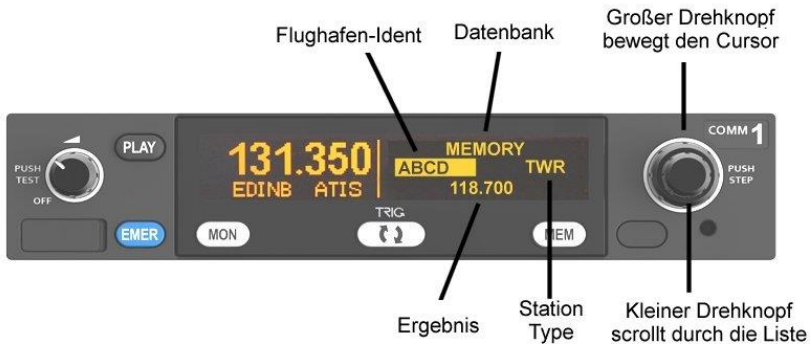 Flughafen-Ident
Datenbank
Großer Drehknopf
bewegt den Cursor
PUSH
TEST
OFF
PLAY
EMER
131.350
EDINB ATIS
MEMORY
ABCD
TWR
118.700
MON
TRIG
MEM
COMM 1
PUSH
STEP
Ergebnis
Station
Type
Kleiner Drehknopf
scrollt durch die Liste